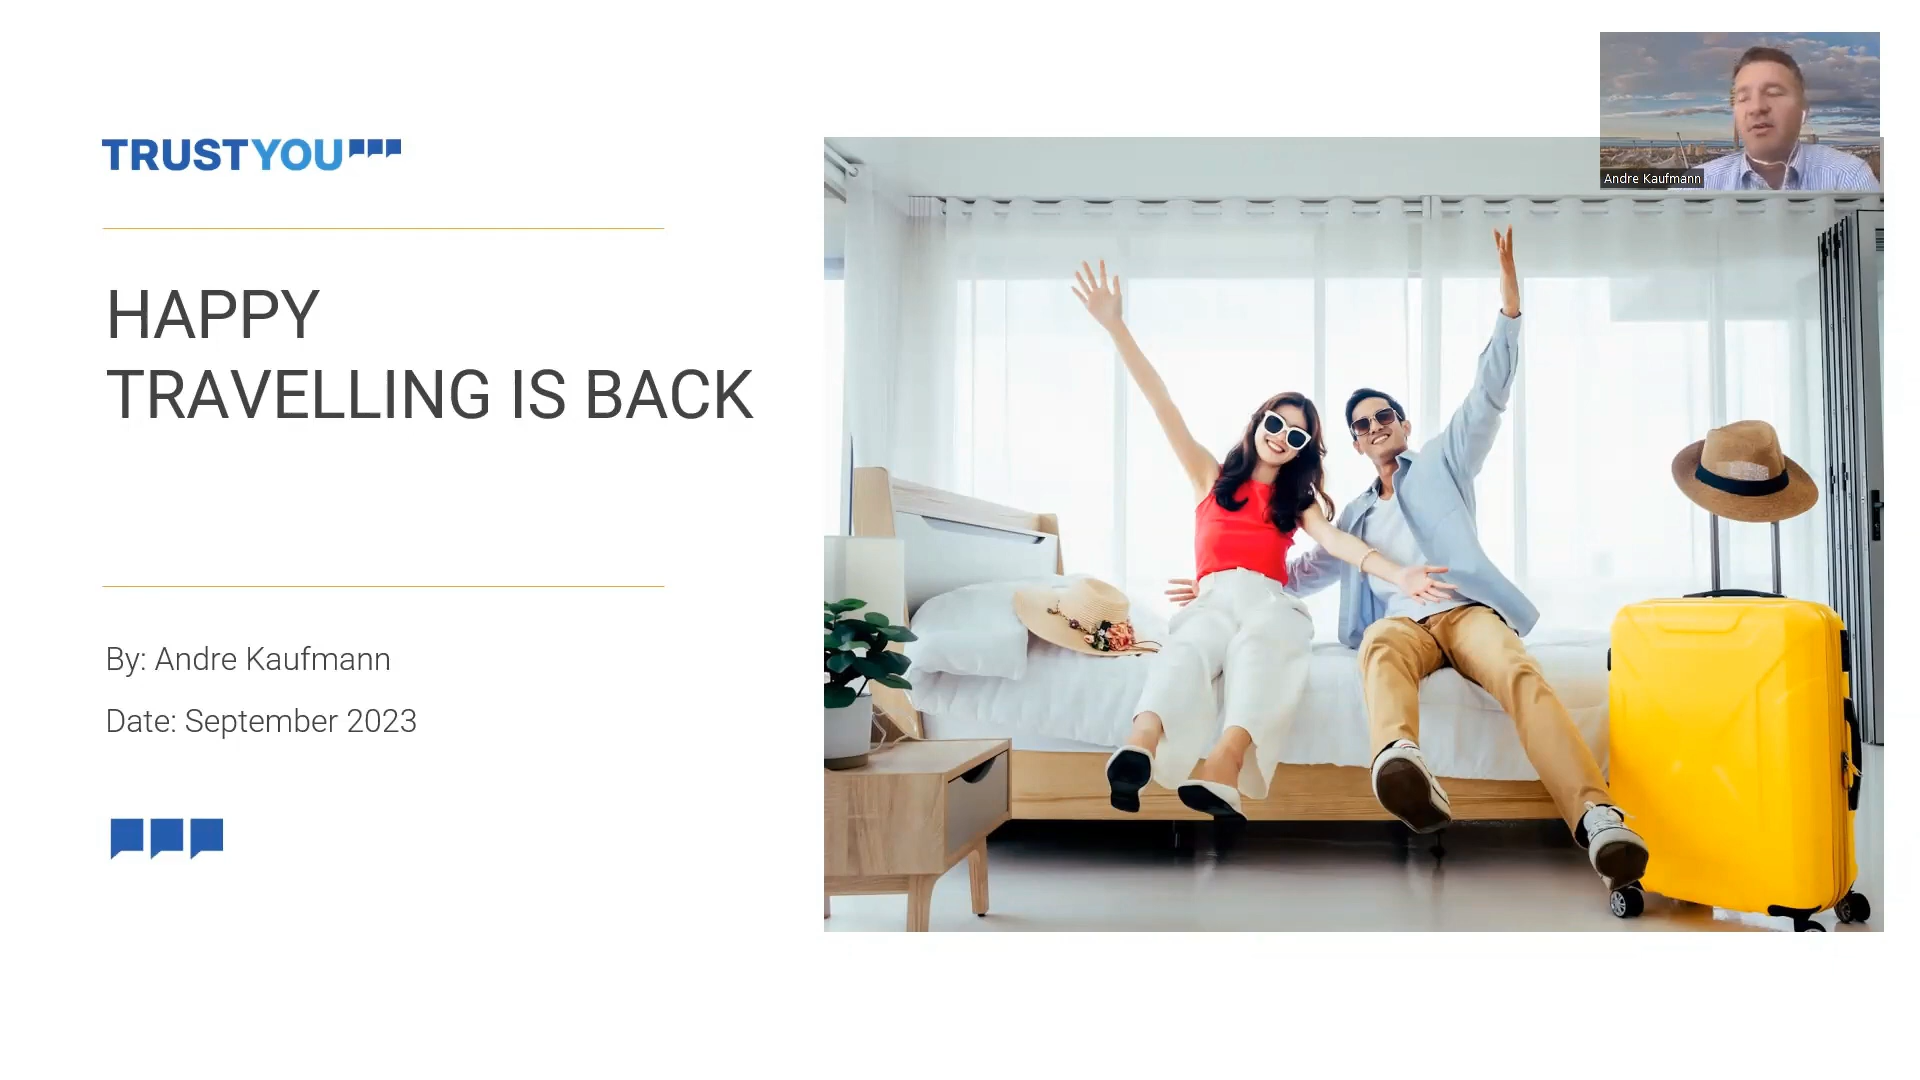 TRUSTYOU
HAPPY
TRAVELLING IS BACK
By: Andre Kaufmann
Date: September 2023
Andre Kaufmann